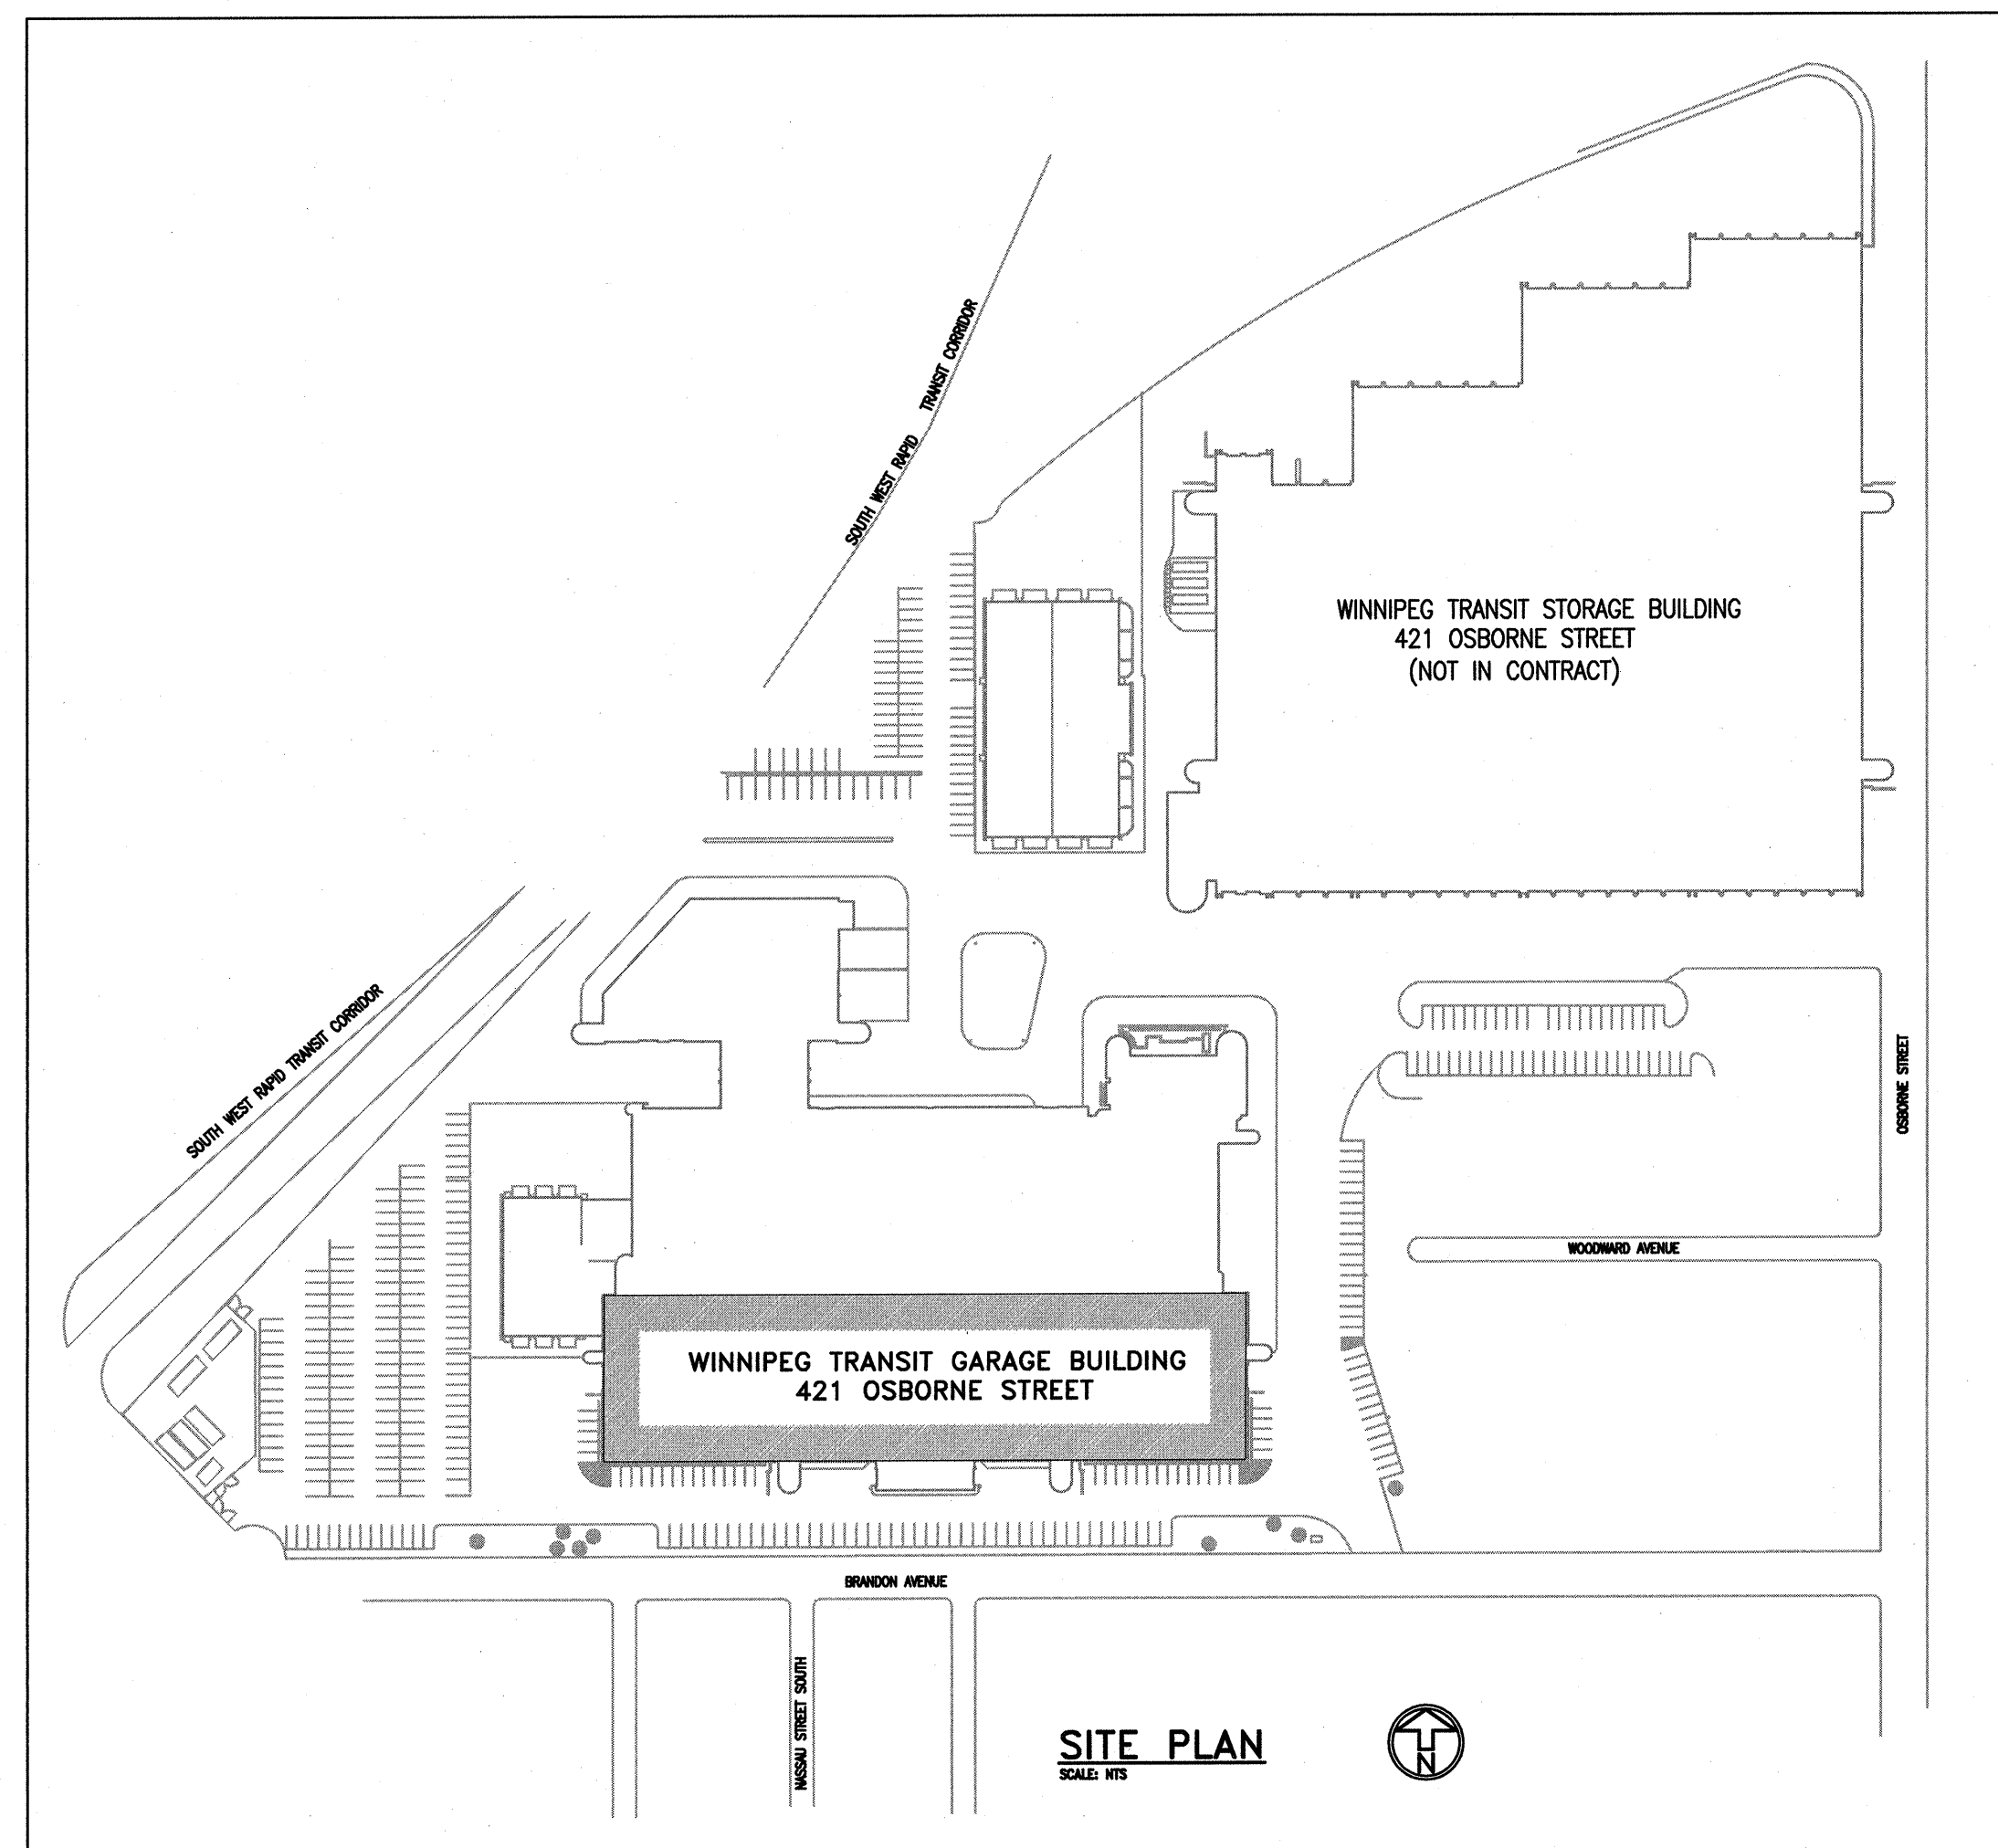 SOUTH WEST RAPID TRANSIT CORRIDOR
WINNIPEG TRANSIT STORAGE BUILDING
421 OSBORNE STREET
(NOT IN CONTRACT)
SOUTH WEST RAPID TRANSIT CORRIDOR
OSBORNE STREET
WOODWARD AVENUE
WINNIPEG TRANSIT GARAGE BUILDING
421 OSBORNE STREET
BRANDON AVENUE
NASSAU STREET SOUTH
SITE PLAN
SCALE: NTS
N